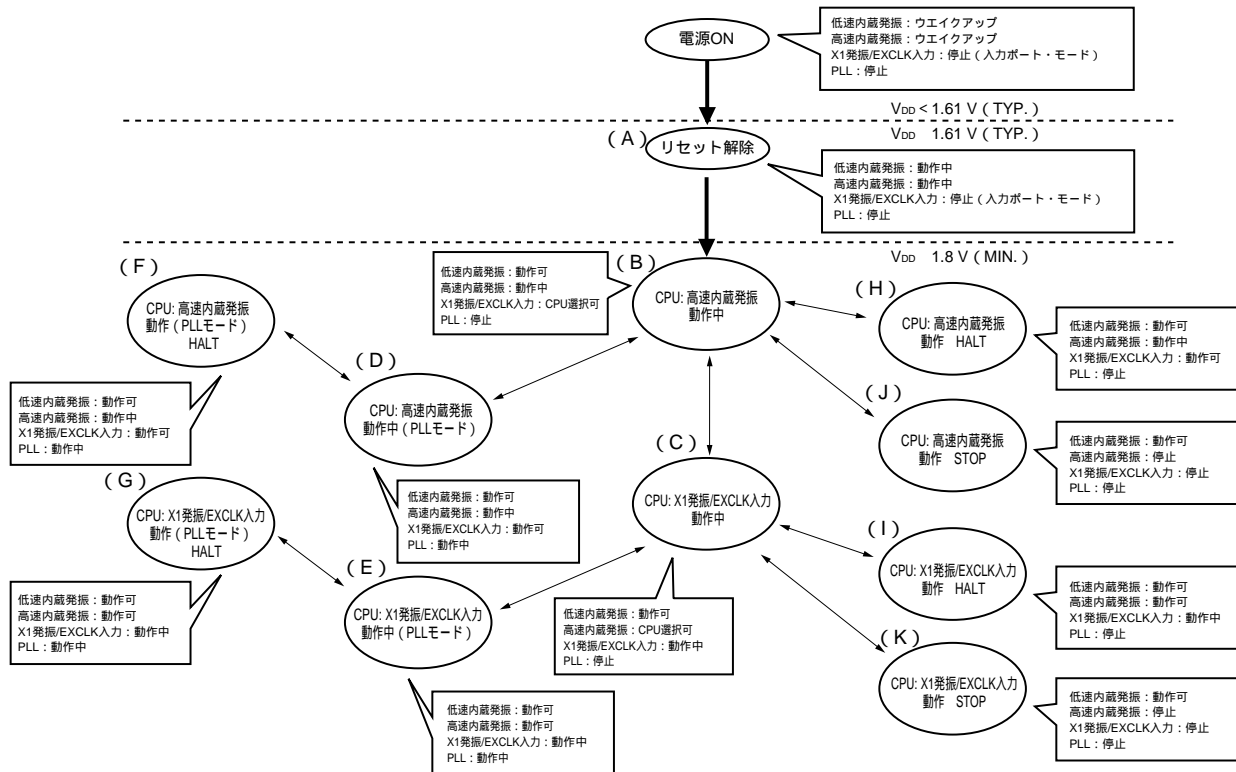 電源ON
低速内蔵発振：ウエイクアップ
高速内蔵発振：ウエイクアップ
X1発振/EXCLK入力：停止（入力ポート・モード）
PLL：停止
VDD < 1.61 V（TYP.）
VDD 1.61 V（TYP.）
（A）
リセット解除
低速内蔵発振：動作中
高速内蔵発振：動作中
X1発振/EXCLK入力：停止（入力ポート・モード）
PLL：停止
VDD 1.8 V（MIN.）
（B）
CPU: 高速内蔵発振
動作中
低速内蔵発振：動作可
高速内蔵発振：動作中
X1発振/EXCLK入力：CPU選択可
PLL：停止
（F）
CPU: 高速内蔵発振
動作（PLLモード）
HALT
低速内蔵発振：動作可
高速内蔵発振：動作中
X1発振/EXCLK入力：動作可
PLL：動作中
（D）
CPU: 高速内蔵発振
動作中（PLLモード）
低速内蔵発振：動作可
高速内蔵発振：動作中
X1発振/EXCLK入力：動作可
PLL：動作中
（H）
CPU: 高速内蔵発振
動作 HALT
低速内蔵発振：動作可
高速内蔵発振：動作中
X1発振/EXCLK入力：動作可
PLL：停止
（J）
CPU: 高速内蔵発振
動作 STOP
低速内蔵発振：動作可
高速内蔵発振：停止
X1発振/EXCLK入力：停止
PLL：停止
（C）
CPU: X1発振/EXCLK入力
動作中
低速内蔵発振：動作可
高速内蔵発振：CPU選択可
X1発振/EXCLK入力：動作中
PLL：停止
（G）
CPU: X1発振/EXCLK入力
動作（PLLモード）
HALT
低速内蔵発振：動作可
高速内蔵発振：動作可
X1発振/EXCLK入力：動作中
PLL：動作中
（E）
CPU: X1発振/EXCLK入力
動作中（PLLモード）
低速内蔵発振：動作可
高速内蔵発振：動作可
X1発振/EXCLK入力：動作中
PLL：動作中
（I）
CPU: X1発振/EXCLK入力
動作 HALT
低速内蔵発振：動作可
高速内蔵発振：動作可
X1発振/EXCLK入力：動作中
PLL：停止
（K）
CPU: X1発振/EXCLK入力
動作 STOP
低速内蔵発振：動作可
高速内蔵発振：停止
X1発振/EXCLK入力：停止
PLL：停止